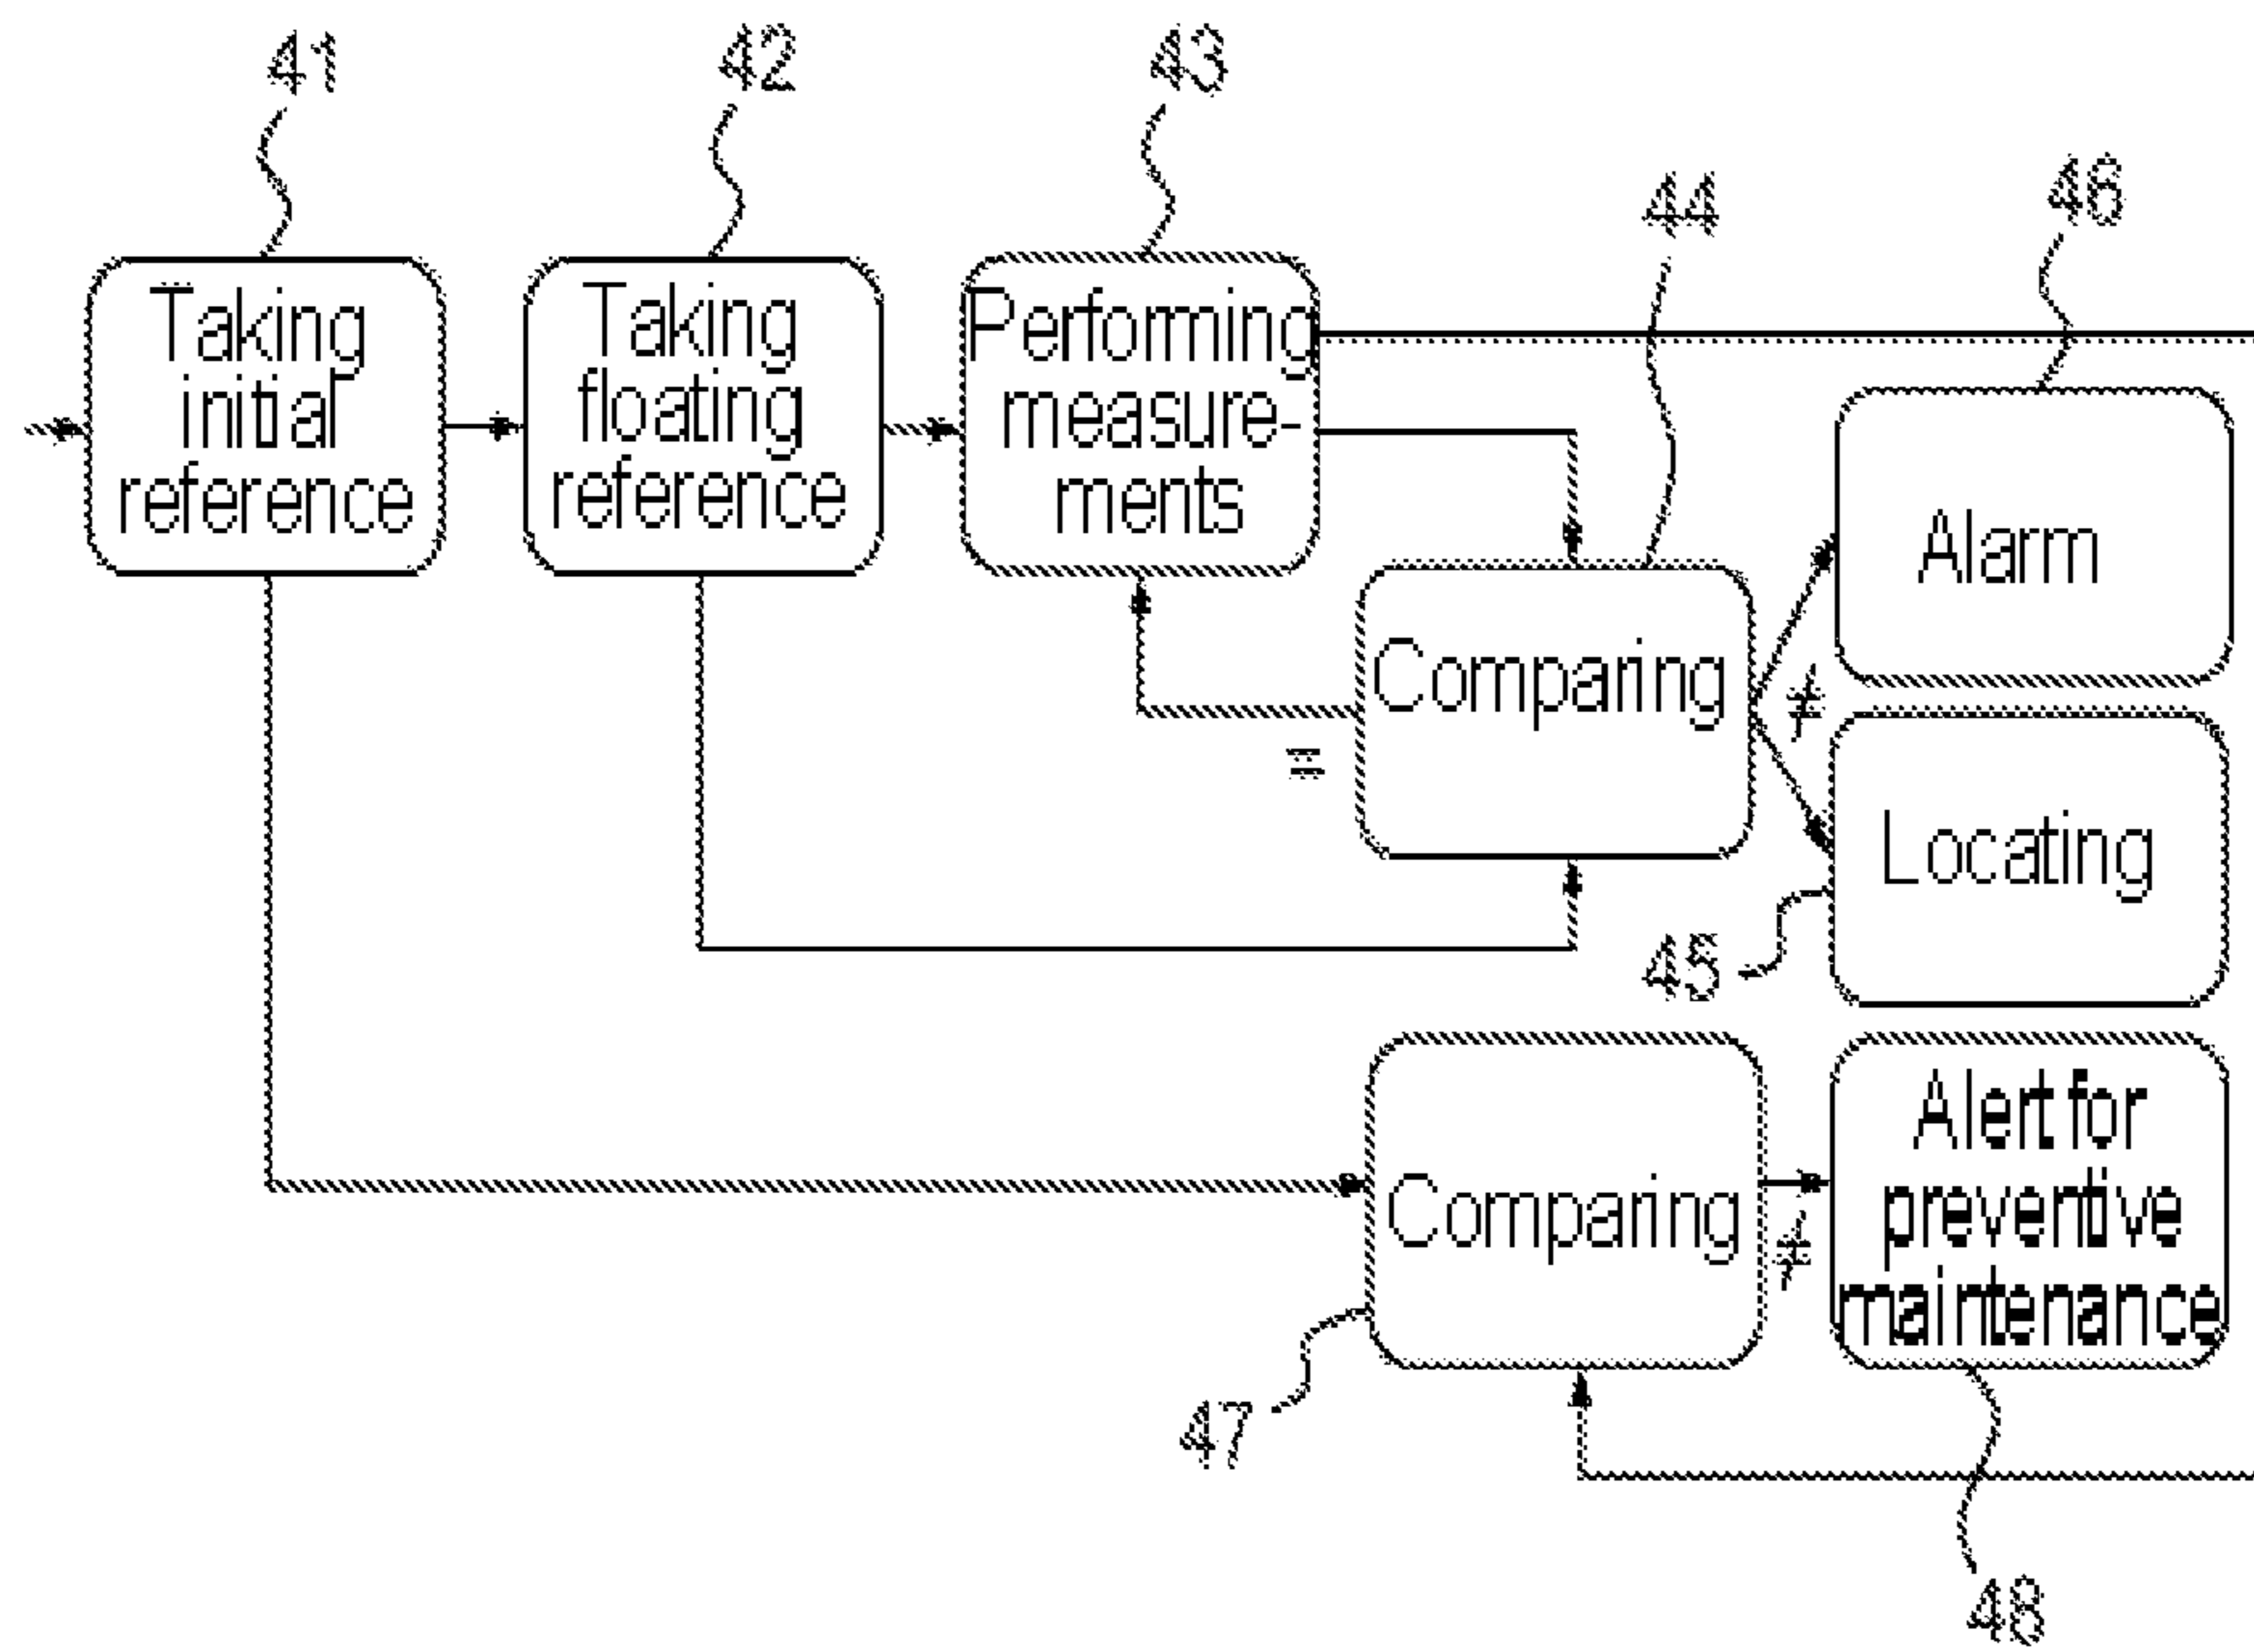 41
42
43
44
46
Taking
initial
reference
Taking
floating
reference
Performing
measure-
ments
Alarm
Comparing
≠
=
Locating
45
Comparing
≠
Alert for
preventive
maintenance
47
48